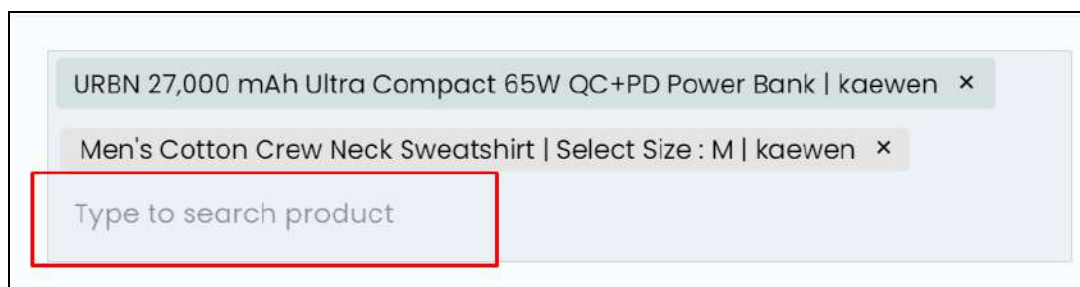 URBN 27,000 mAh Ultra Compact 65W QC+PD Power Bank | kaewen ×
Men's Cotton Crew Neck Sweatshirt | Select Size : M | kaewen ×
Type to search product